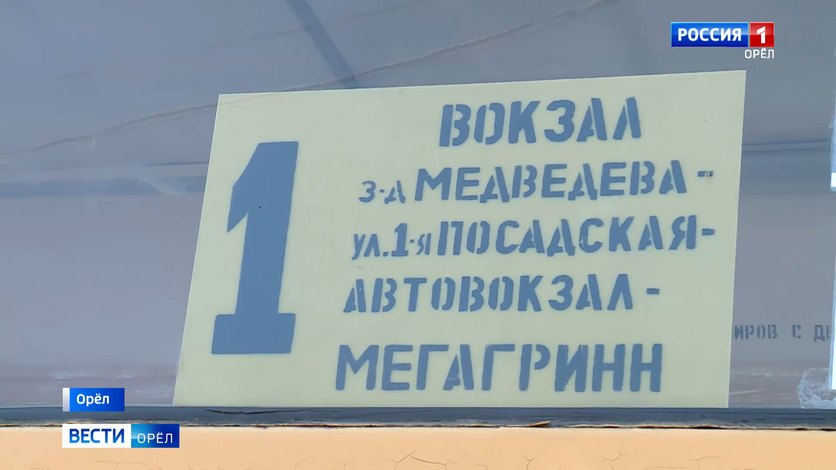 РОССИЯ 1
ОРЁЛ
1
ВОКЗАЛ
З-Д МЕДВЕДЕВА-
УЛ.1-Я ПОСАДСКАЯ-
АВТОВОКЗАЛ-
МЕГАГРИНН
С
Орёл
ВЕСТИ ОРЁЛ